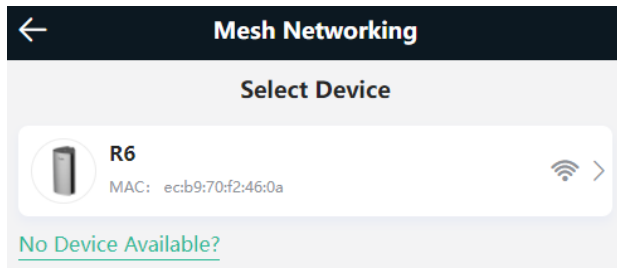 Mesh Networking
Select Device
R6
MAC: ec:b9:70:f2:46:0a
No Device Available?